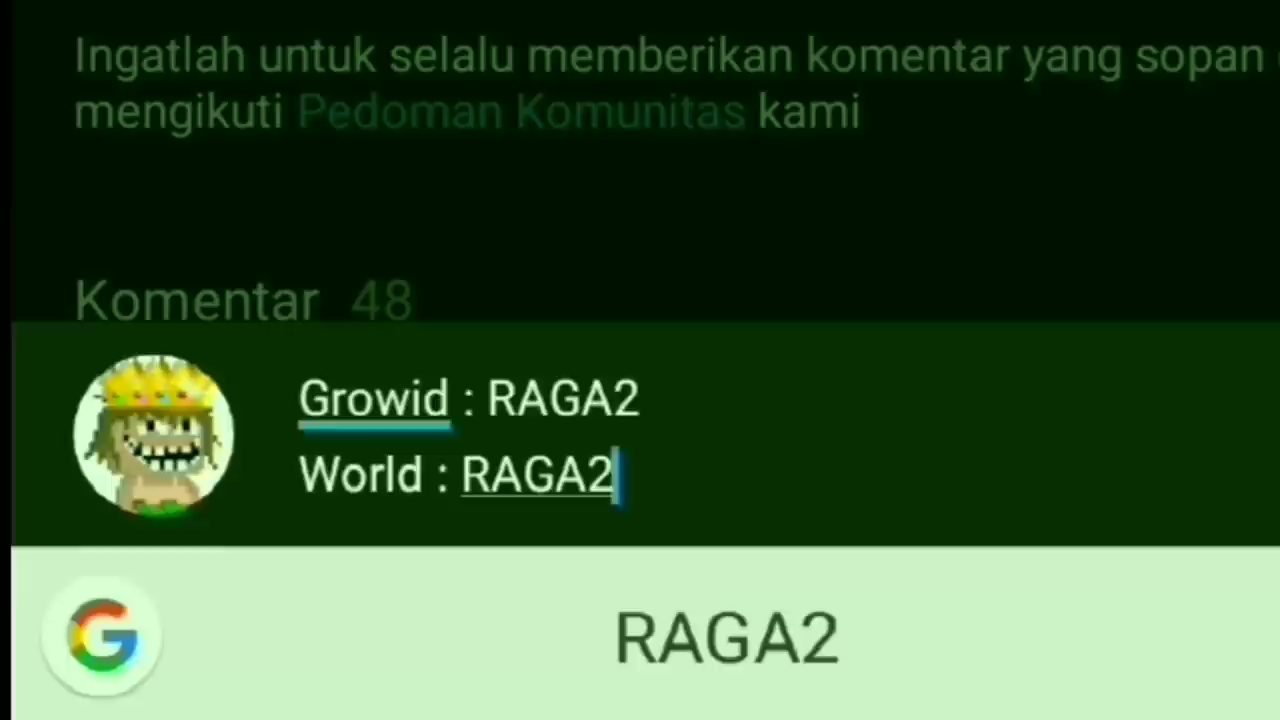 Ingatlah untuk selalu memberikan komentar yang sopan
mengikuti Pedoman Komunitas kami
Komentar 48
Growid : RAGA2
World : RAGA2
G
RAGA2